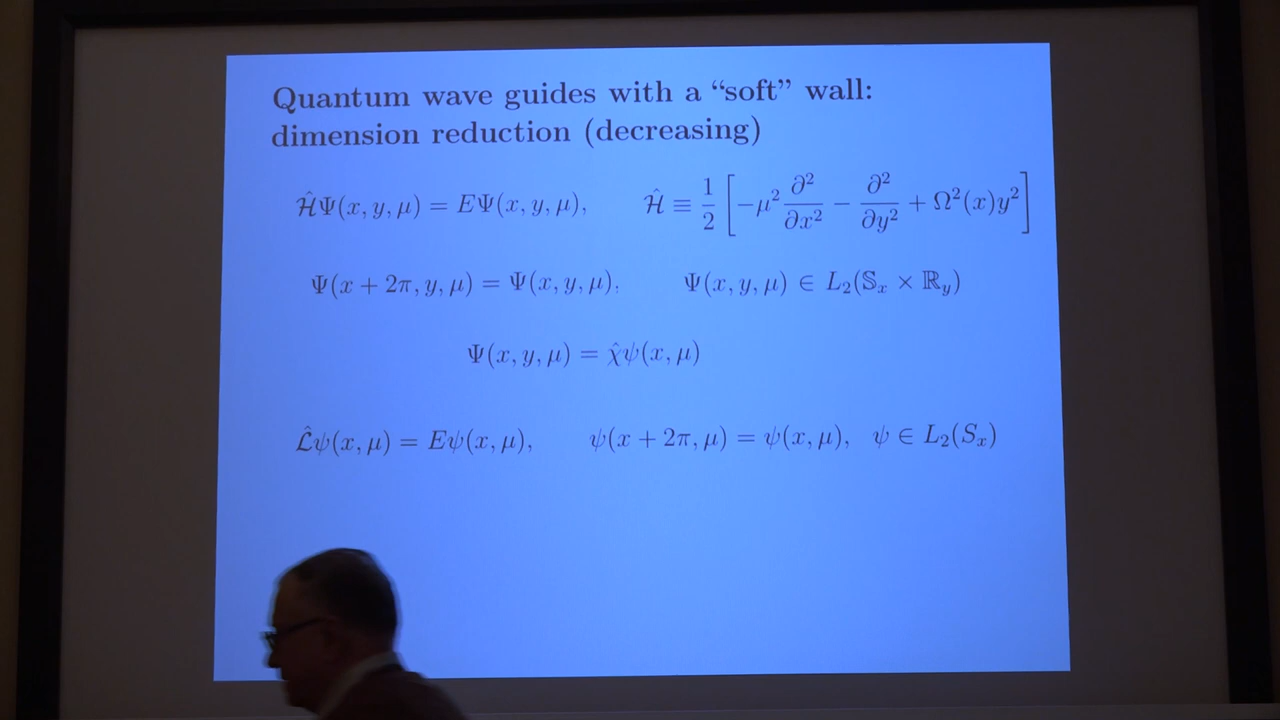 Quantum wave guides with a “soft” wall:
dimension reduction (decreasing)
$\hat{\mathcal{H}}\Psi(x, y, \mu) = E\Psi(x, y, \mu), \qquad \hat{\mathcal{H}} \equiv \frac{1}{2}\left[-\mu^2 \frac{\partial^2}{\partial x^2} - \frac{\partial^2}{\partial y^2} + \Omega^2(x)y^2\right]$
$\Psi(x + 2\pi, y, \mu) = \Psi(x, y, \mu), \qquad \Psi(x, y, \mu) \in L_2(\mathbb{S}_x \times \mathbb{R}_y)$
$\Psi(x, y, \mu) = \hat{\chi}\psi(x, \mu)$
$\hat{\mathcal{L}}\psi(x, \mu) = E\psi(x, \mu), \qquad \psi(x + 2\pi, \mu) = \psi(x, \mu), \quad \psi \in L_2(S_x)$